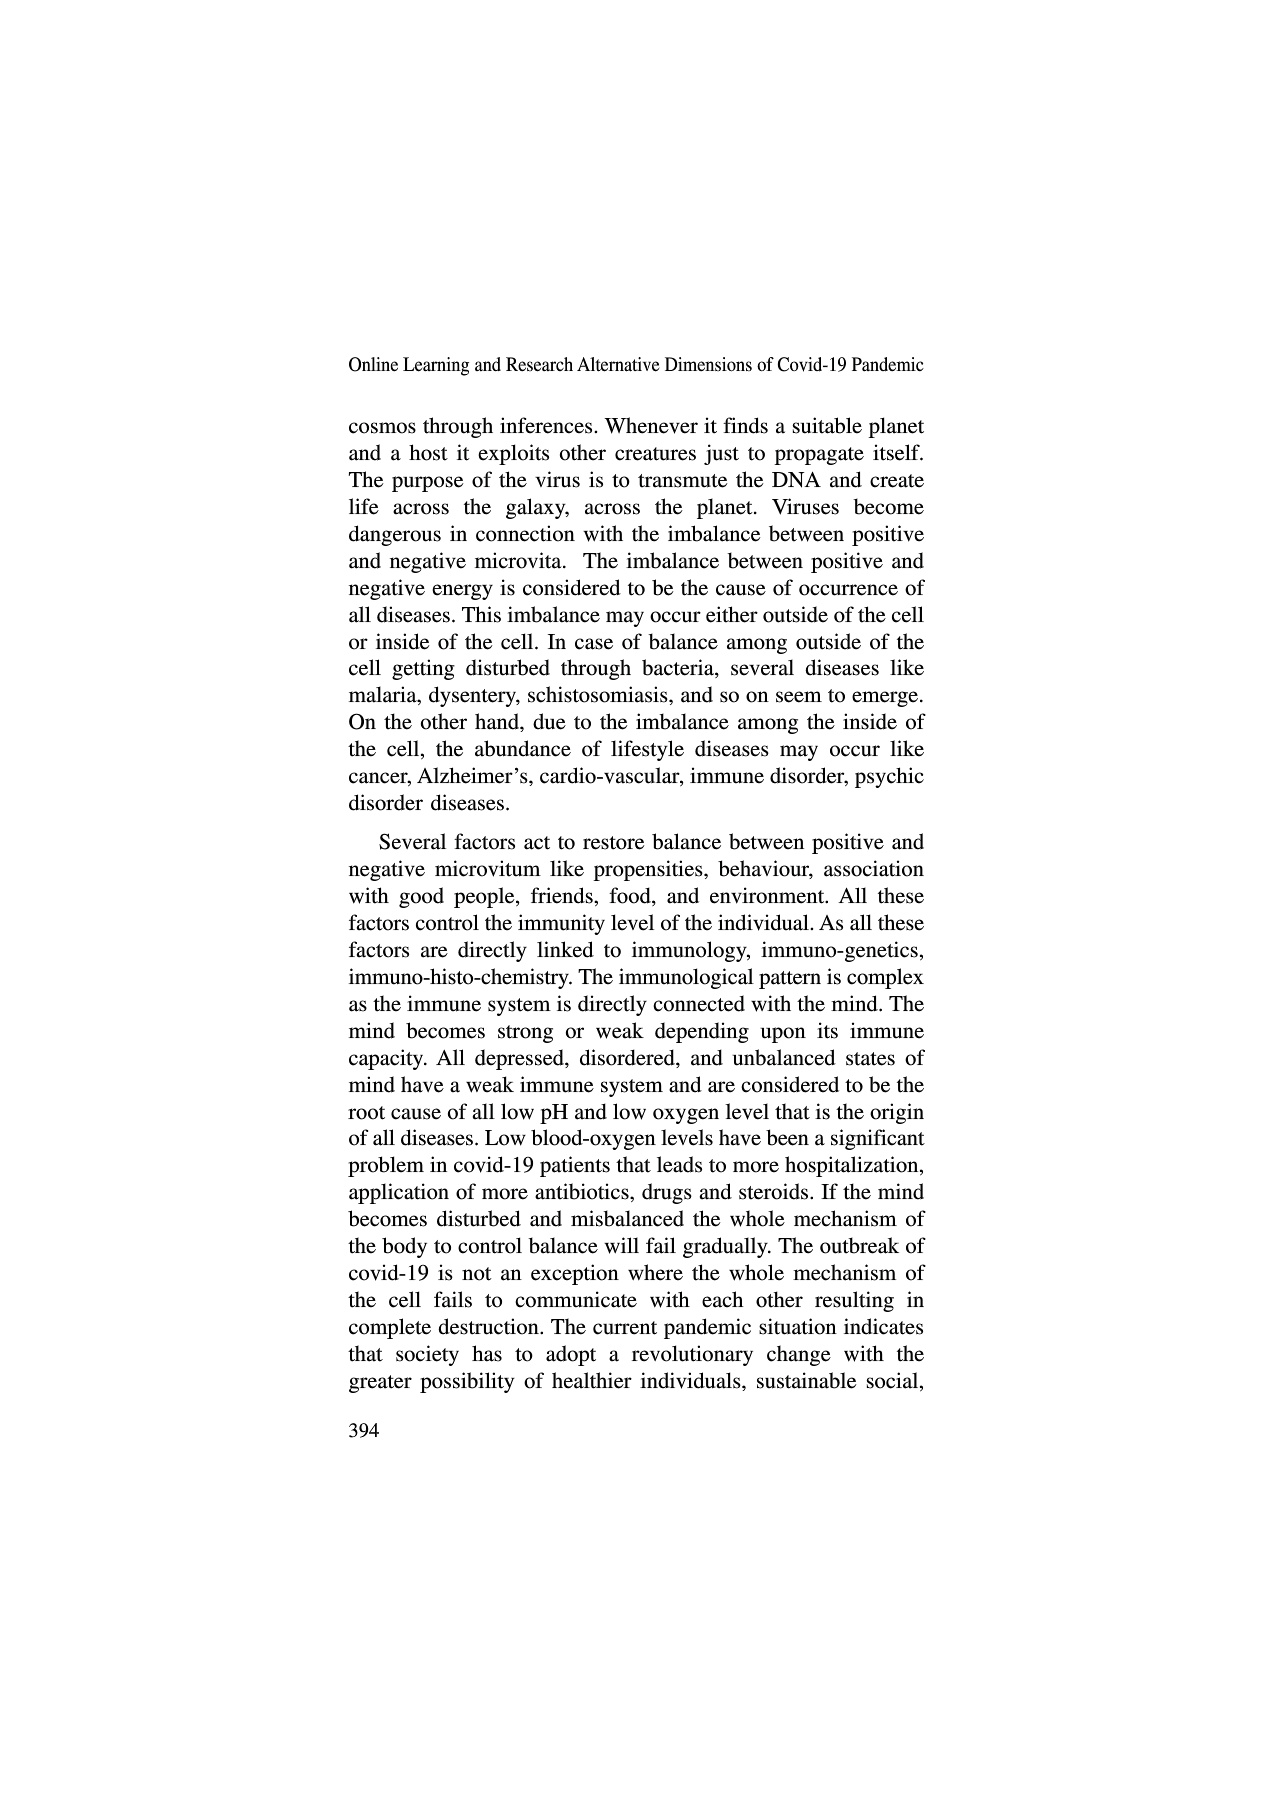 Online Learning and Research Alternative Dimensions of Covid-19 Pandemic
cosmos through inferences. Whenever it finds a suitable planet
and a host it exploits other creatures just to propagate itself.
The purpose of the virus is to transmute the DNA and create
life across the galaxy, across the planet. Viruses become
dangerous in connection with the imbalance between positive
and negative microvita.  The imbalance between positive and
negative energy is considered to be the cause of occurrence of
all diseases. This imbalance may occur either outside of the cell
or inside of the cell. In case of balance among outside of the
cell getting disturbed through bacteria, several diseases like
malaria, dysentery, schistosomiasis, and so on seem to emerge.
On the other hand, due to the imbalance among the inside of
the cell, the abundance of lifestyle diseases may occur like
cancer, Alzheimer’s, cardio-vascular, immune disorder, psychic
disorder diseases.
Several factors act to restore balance between positive and
negative microvitum like propensities, behaviour, association
with good people, friends, food, and environment. All these
factors control the immunity level of the individual. As all these
factors are directly linked to immunology, immuno-genetics,
immuno-histo-chemistry. The immunological pattern is complex
as the immune system is directly connected with the mind. The
mind becomes strong or weak depending upon its immune
capacity. All depressed, disordered, and unbalanced states of
mind have a weak immune system and are considered to be the
root cause of all low pH and low oxygen level that is the origin
of all diseases. Low blood-oxygen levels have been a significant
problem in covid-19 patients that leads to more hospitalization,
application of more antibiotics, drugs and steroids. If the mind
becomes disturbed and misbalanced the whole mechanism of
the body to control balance will fail gradually. The outbreak of
covid-19 is not an exception where the whole mechanism of
the cell fails to communicate with each other resulting in
complete destruction. The current pandemic situation indicates
that society has to adopt a revolutionary change with the
greater possibility of healthier individuals, sustainable social,
394